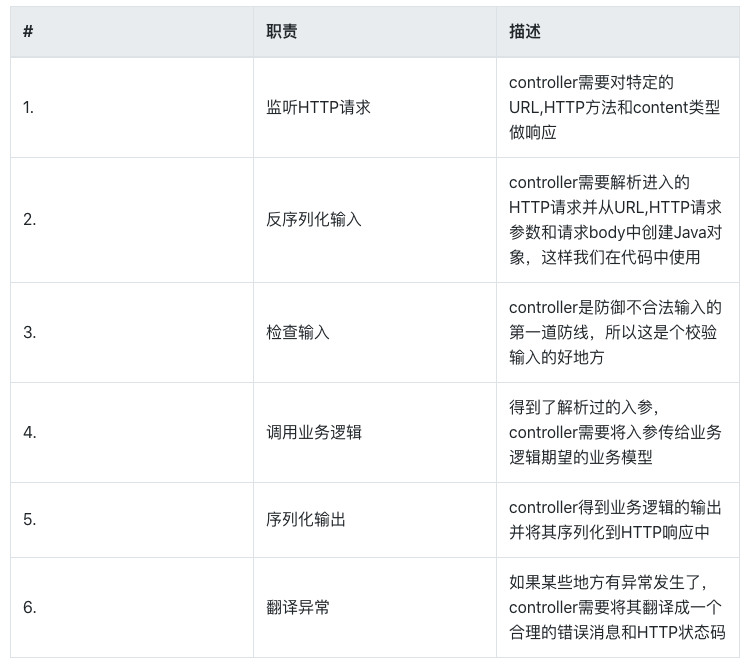 # 职责 描述
1. 监听HTTP请求
controller需要对特定的
URL,HTTP方法和content类型
做响应
2. 反序列化输入
controller需要解析进入的
HTTP请求并从URL,HTTP请求
参数和请求body中创建Java对
象，这样我们在代码中使用
3. 检查输入
controller是防御不合法输入的
第一道防线，所以这是个校验
输入的好地方
4. 调用业务逻辑
得到了解析过的入参，
controller需要将入参传给业务
逻辑期望的业务模型
5. 序列化输出
controller得到业务逻辑的输出
并将其序列化到HTTP响应中
6. 翻译异常
如果某些地方有异常发生了，
controller需要将其翻译成一个
合理的错误消息和HTTP状态码